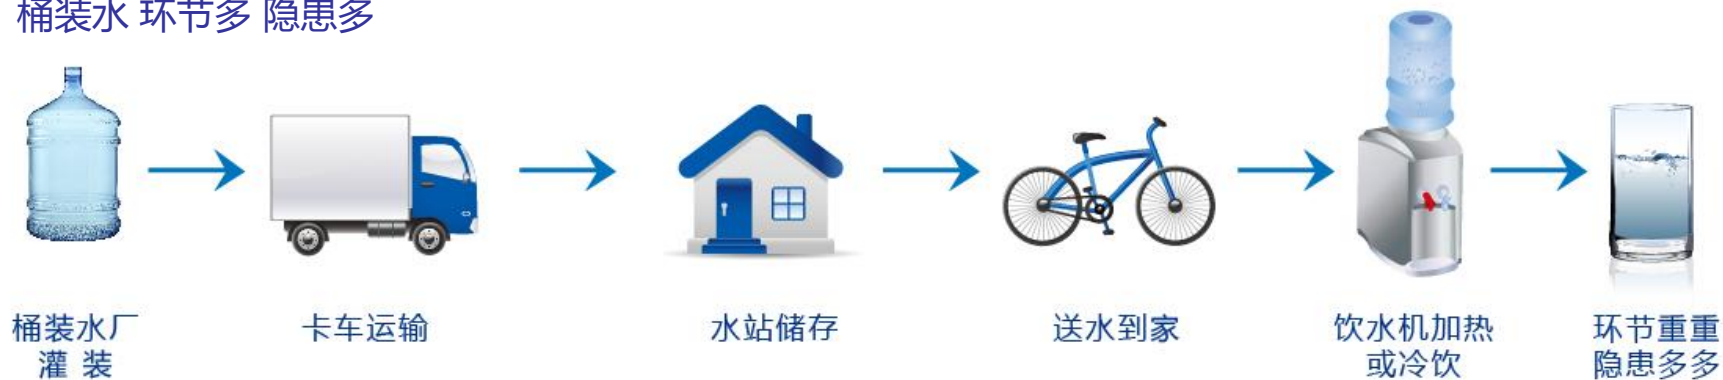 桶装水 环节多 隐患多
桶装水厂
灌 装
卡车运输
水站储存
送水到家
饮水机加热
或冷饮
环节重重
隐患多多